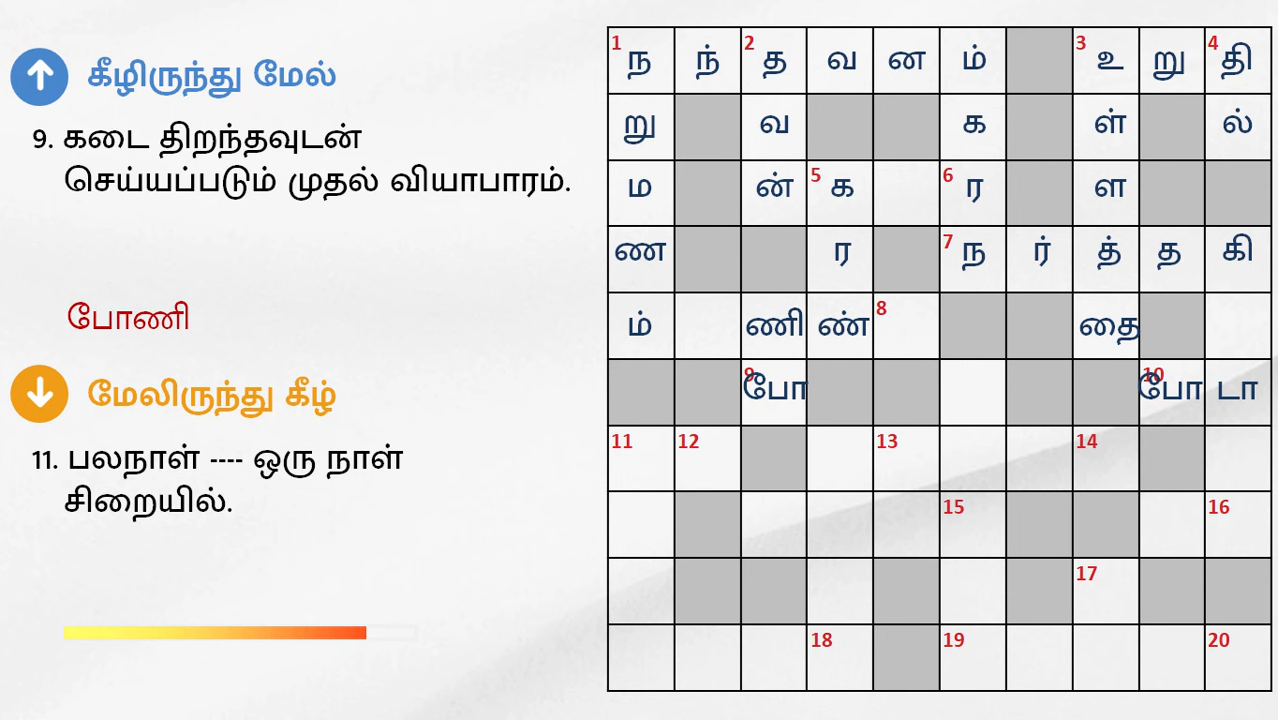 கீழிருந்து மேல்
9. கடை திறந்தவுடன்
செய்யப்படும் முதல் வியாபாரம்.
போணி
மேலிருந்து கீழ்
11. பலநாள் ---- ஒரு நாள்
சிறையில்.
1 ந ந் 2 த வ ன ம் 3 உ று 4 தி
று வ க ள் ல்
ம ன் 5 க 6 ர ள
ண ர 7 ந ர் த் த கி
ம் ணி ண் 8 தை
9 போ 10 போ டா
11 12 13 14
15 16
17
18 19 20